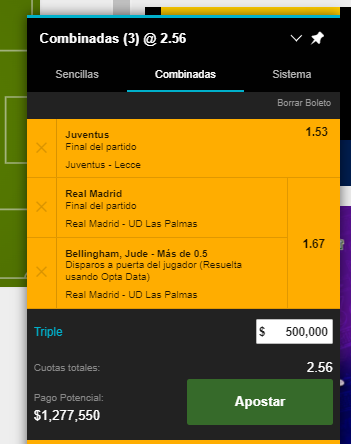 Combinadas (3) @ 2.56
Sencillas Combinadas Sistema
Borrar Boleto
Juventus 1.53
Final del partido
Juventus - Lecce
Real Madrid
Final del partido
Real Madrid - UD Las Palmas
1.67
Bellingham, Jude - Más de 0.5
Disparos a puerta del jugador (Resuelta
usando Opta Data)
Real Madrid - UD Las Palmas
Triple $ 500,000
Cuotas totales: 2.56
Pago Potencial:
$1,277,550
Apostar